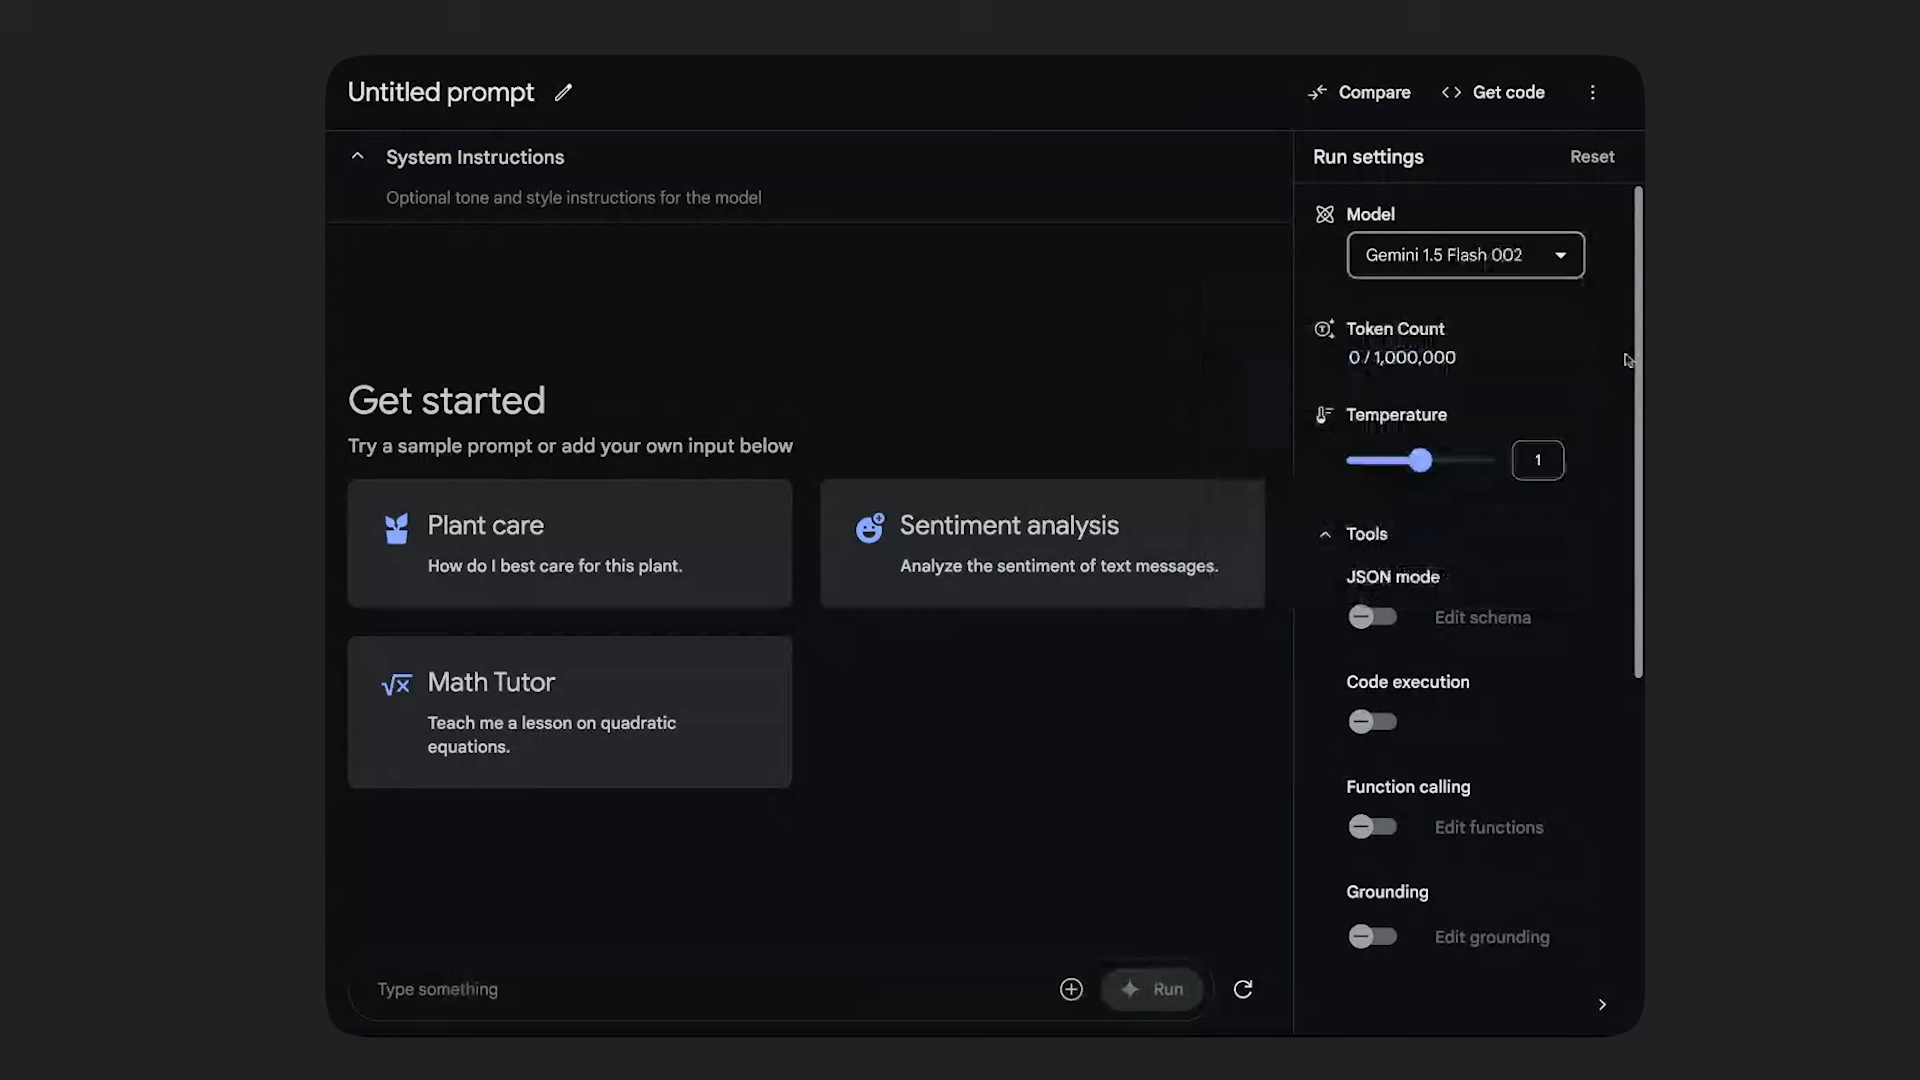 Untitled prompt
Compare
Get code
System Instructions
Optional tone and style instructions for the model
Get started
Try a sample prompt or add your own input below
Plant care
How do I best care for this plant.
Sentiment analysis
Analyze the sentiment of text messages.
Math Tutor
Teach me a lesson on quadratic
equations.
Type something
Run
Run settings
Reset
Model
Gemini 1.5 Flash 002
Token Count
0 / 1,000,000
Temperature
1
Tools
JSON mode
Edit schema
Code execution
Function calling
Edit functions
Grounding
Edit grounding